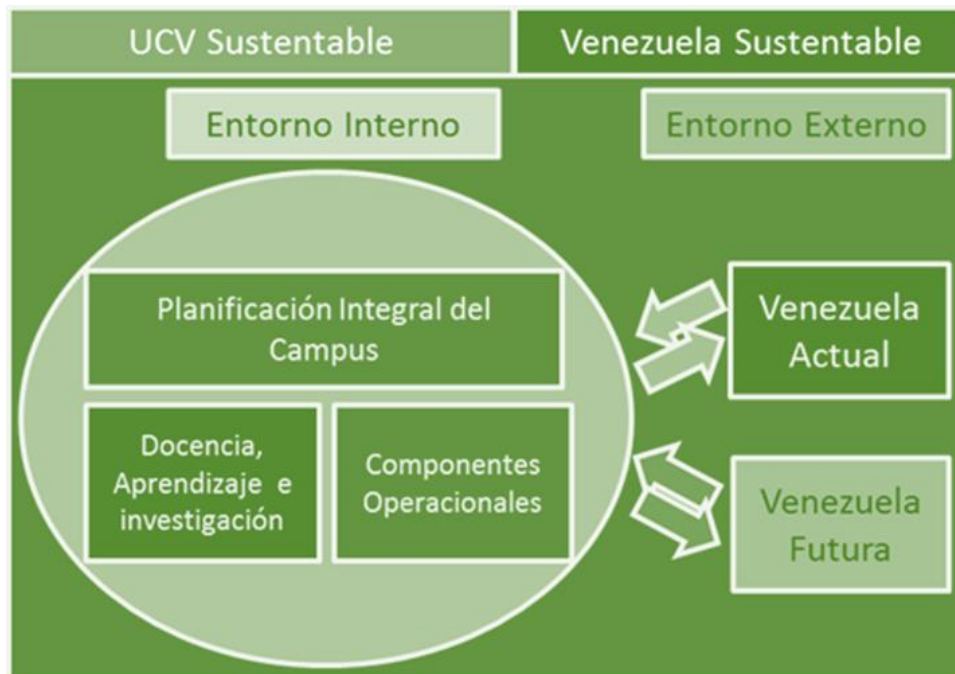 UCV Sustentable
Venezuela Sustentable
Entorno Interno
Entorno Externo
Planificación Integral del
Campus
Docencia,
Aprendizaje e
investigación
Componentes
Operacionales
Venezuela
Actual
Venezuela
Futura